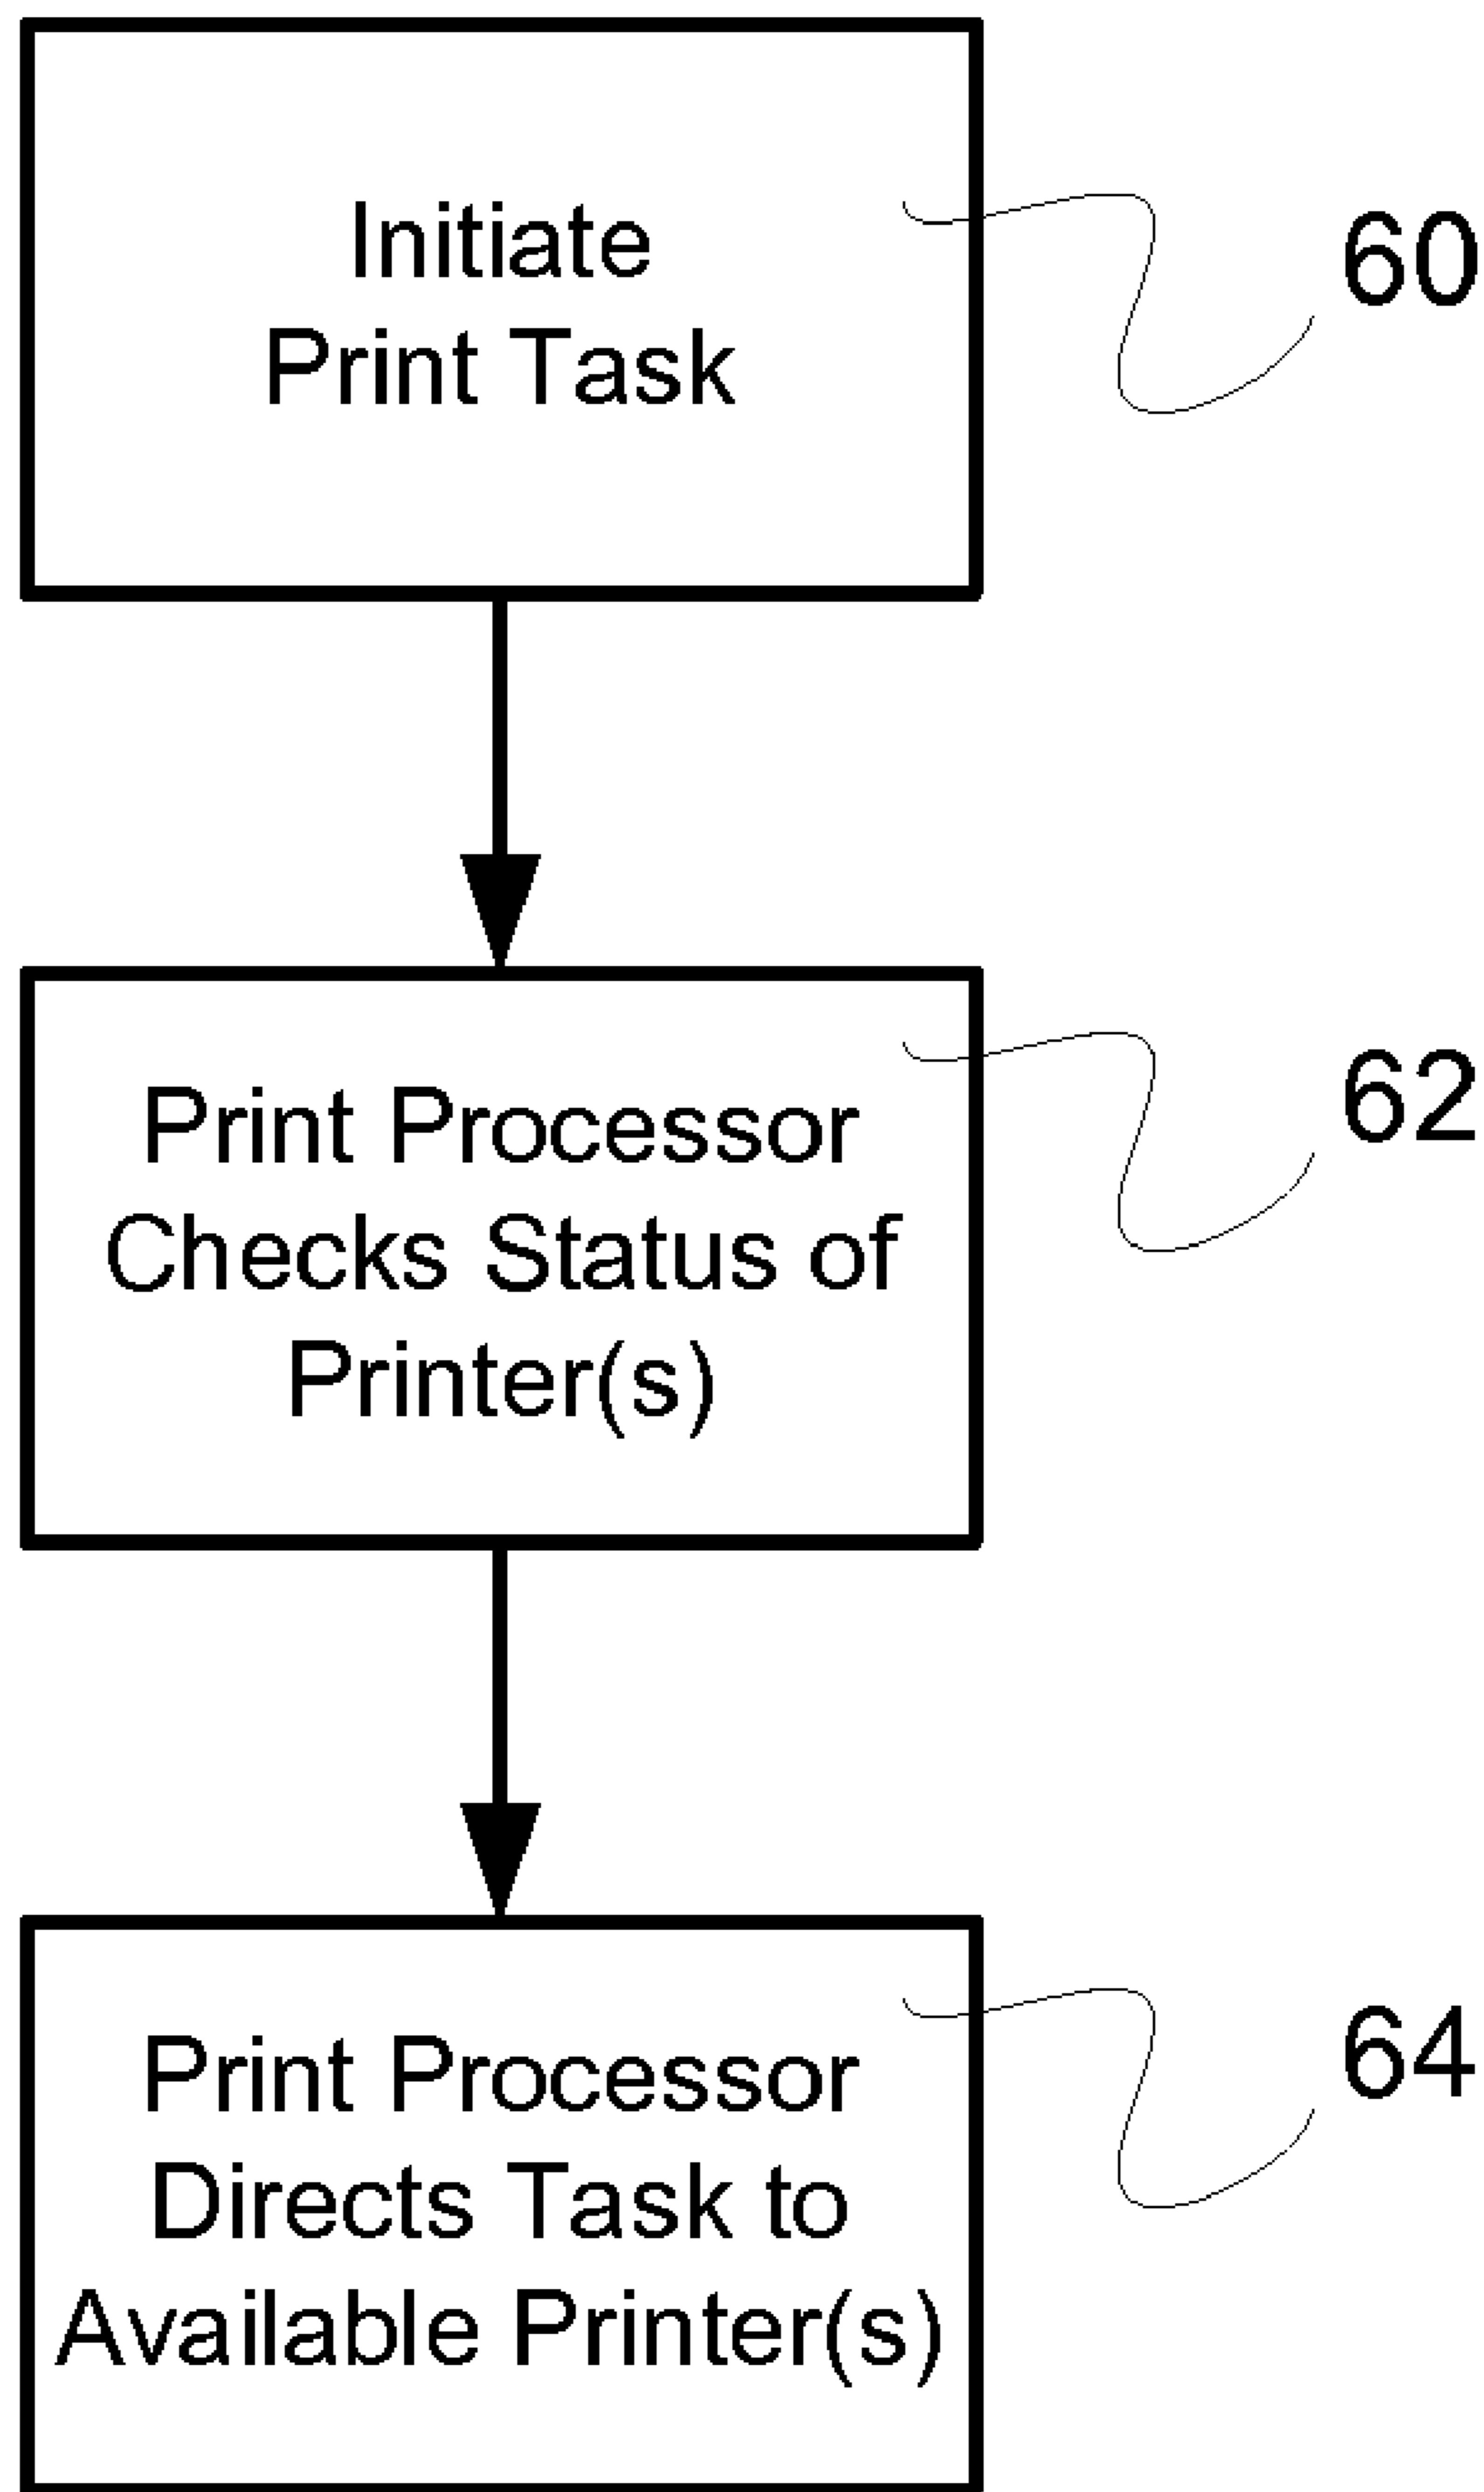 Initiate
Print Task
60
Print Processor
Checks Status of
Printer(s)
62
Print Processor
Directs Task to
Available Printer(s)
64